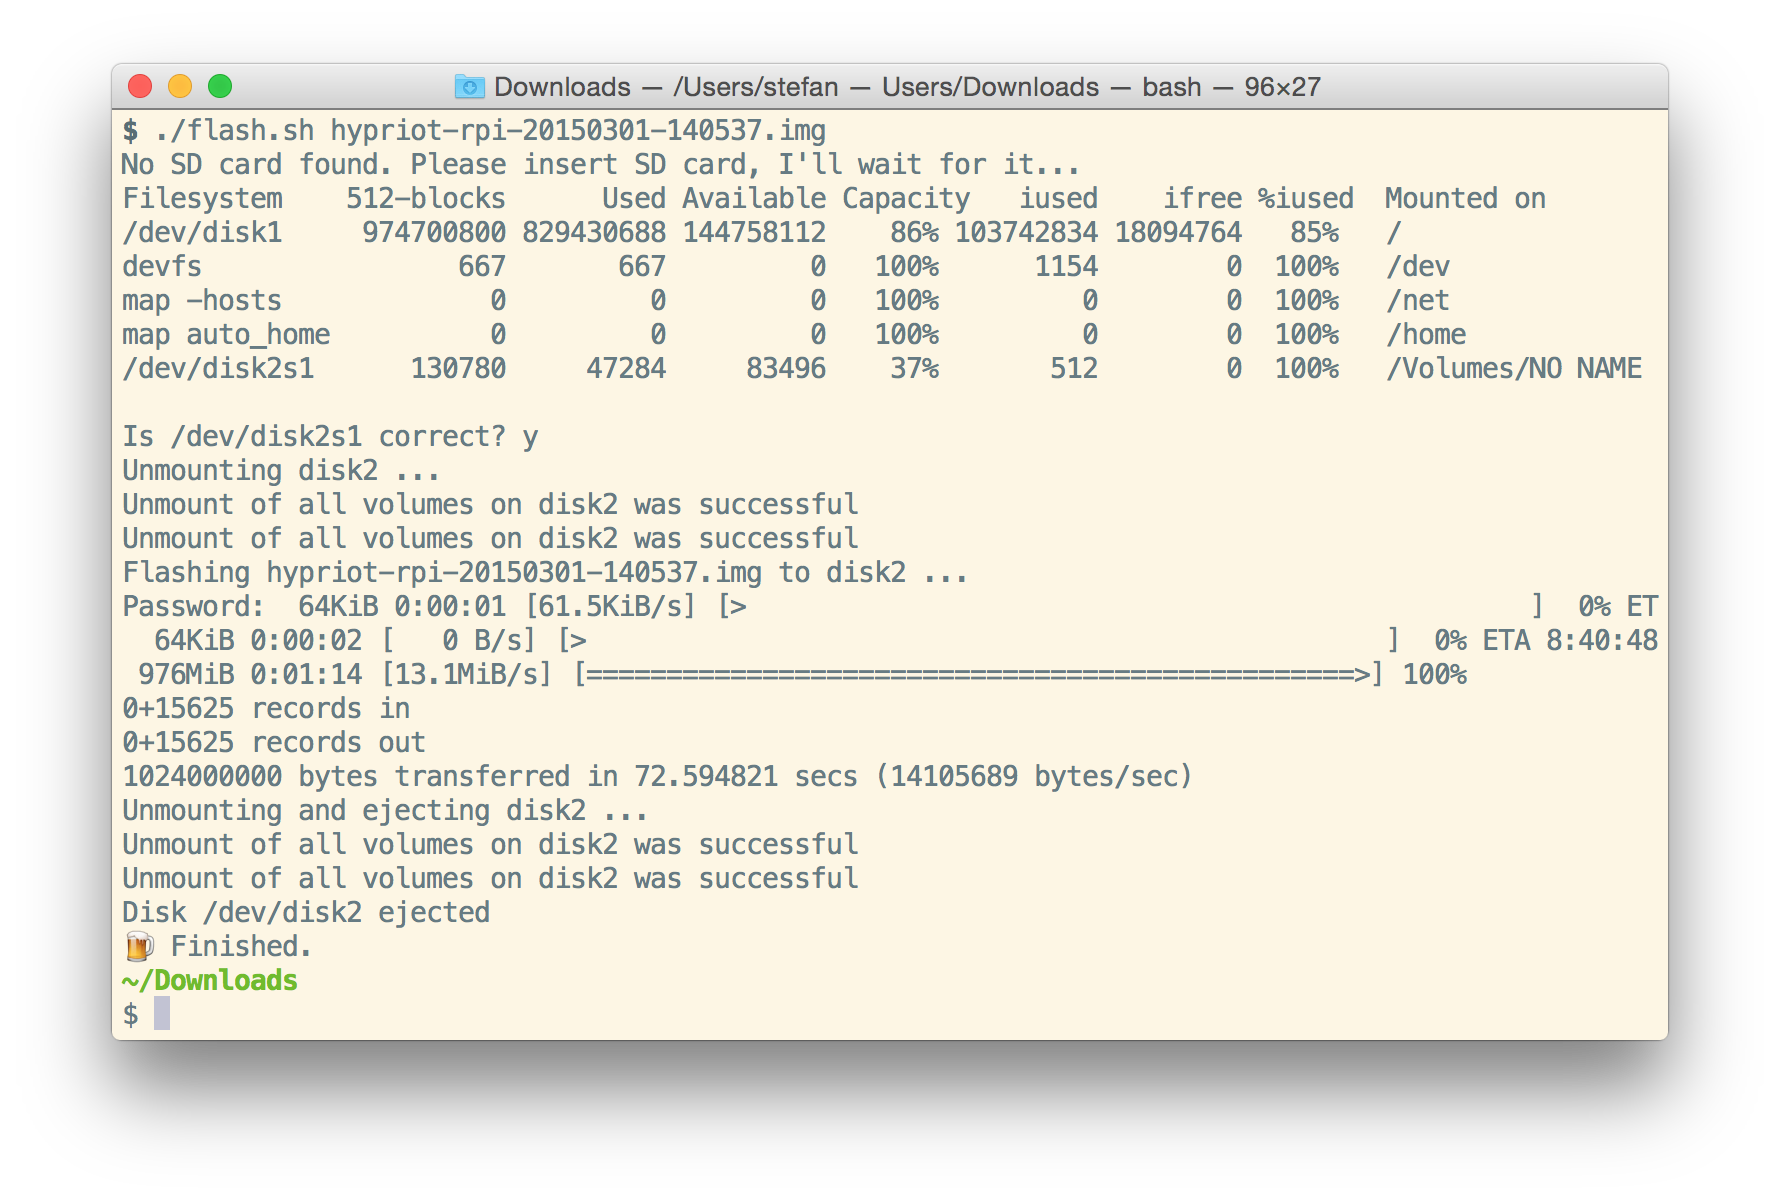 Downloads — /Users/stefan — Users/Downloads — bash — 96×27
$ ./flash.sh hypriot-rpi-20150301-140537.img
No SD card found. Please insert SD card, I'll wait for it...
Filesystem    512-blocks      Used Available Capacity   iused    ifree %iused  Mounted on
/dev/disk1     974700800 829430688 144758112    86% 103742834 18094764   85%   /
devfs                667       667         0   100%      1154        0  100%   /dev
map -hosts             0         0         0   100%         0        0  100%   /net
map auto_home          0         0         0   100%         0        0  100%   /home
/dev/disk2s1      130780     47284     83496    37%       512        0  100%   /Volumes/NO NAME
Is /dev/disk2s1 correct? y
Unmounting disk2 ...
Unmount of all volumes on disk2 was successful
Unmount of all volumes on disk2 was successful
Flashing hypriot-rpi-20150301-140537.img to disk2 ...
Password:  64KiB 0:00:01 [61.5KiB/s] [>                                                 ]  0% ET
  64KiB 0:00:02 [   0 B/s] [>                                                  ]  0% ETA 8:40:48
 976MiB 0:01:14 [13.1MiB/s] [================================================>] 100%
0+15625 records in
0+15625 records out
1024000000 bytes transferred in 72.594821 secs (14105689 bytes/sec)
Unmounting and ejecting disk2 ...
Unmount of all volumes on disk2 was successful
Unmount of all volumes on disk2 was successful
Disk /dev/disk2 ejected
🍺 Finished.
~/Downloads
$